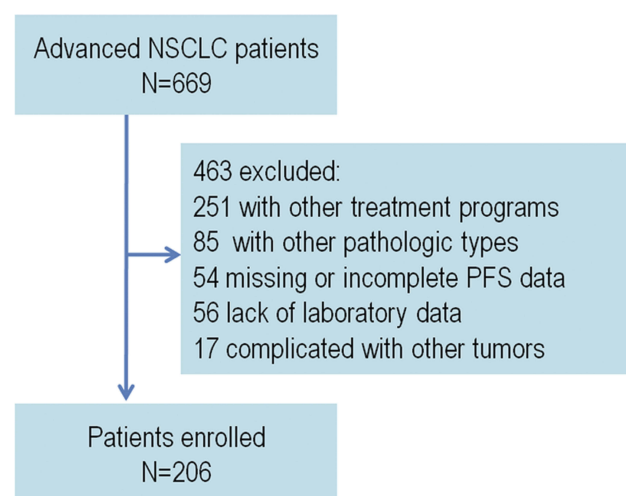 Advanced NSCLC patients
N=669
463 excluded:
251 with other treatment programs
85 with other pathologic types
54 missing or incomplete PFS data
56 lack of laboratory data
17 complicated with other tumors
Patients enrolled
N=206